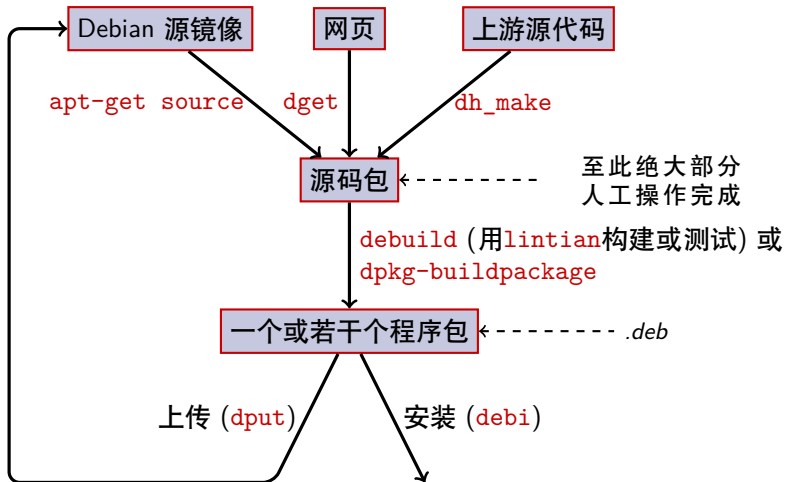 Debian 源镜像
网页
上游源代码
apt-get source
dget
dh_make
源码包
至此绝大部分
人工操作完成
debuild (用lintian构建或测试) 或
dpkg-buildpackage
一个或若干个程序包
.deb
上传 (dput)
安装 (debi)